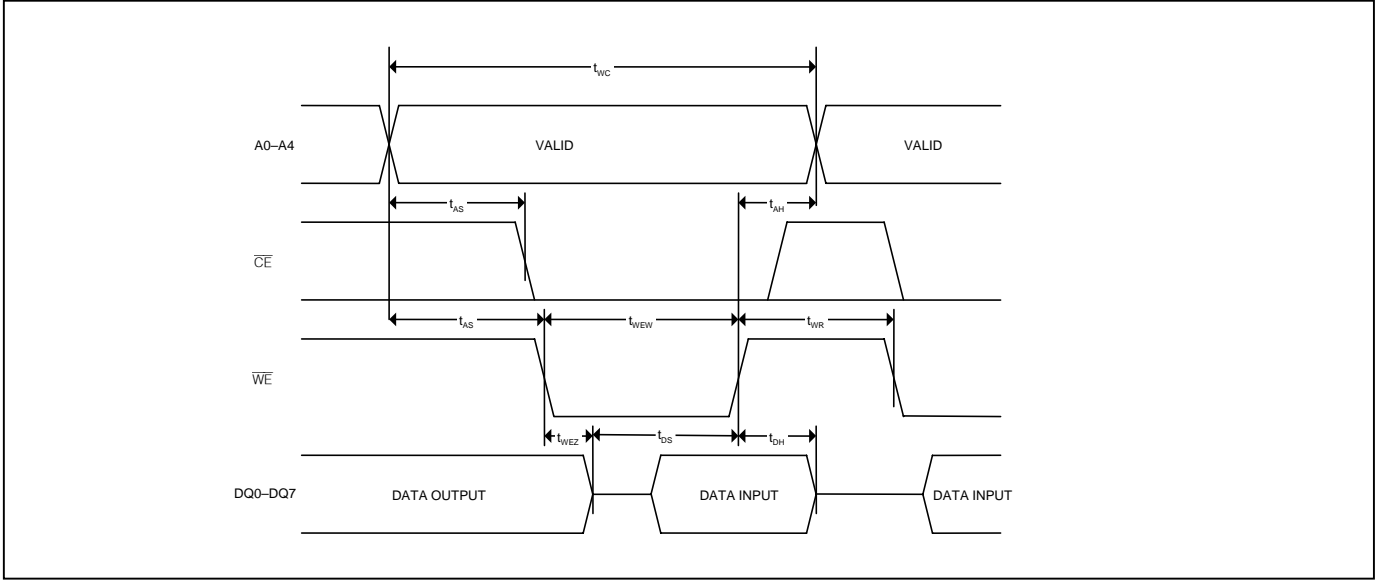 tWC
A0–A4
VALID
VALID
tAS
tAH
CE
tAS
tWEW
tWR
WE
tWEZ
tDS
tDH
DQ0–DQ7
DATA OUTPUT
DATA INPUT
DATA INPUT